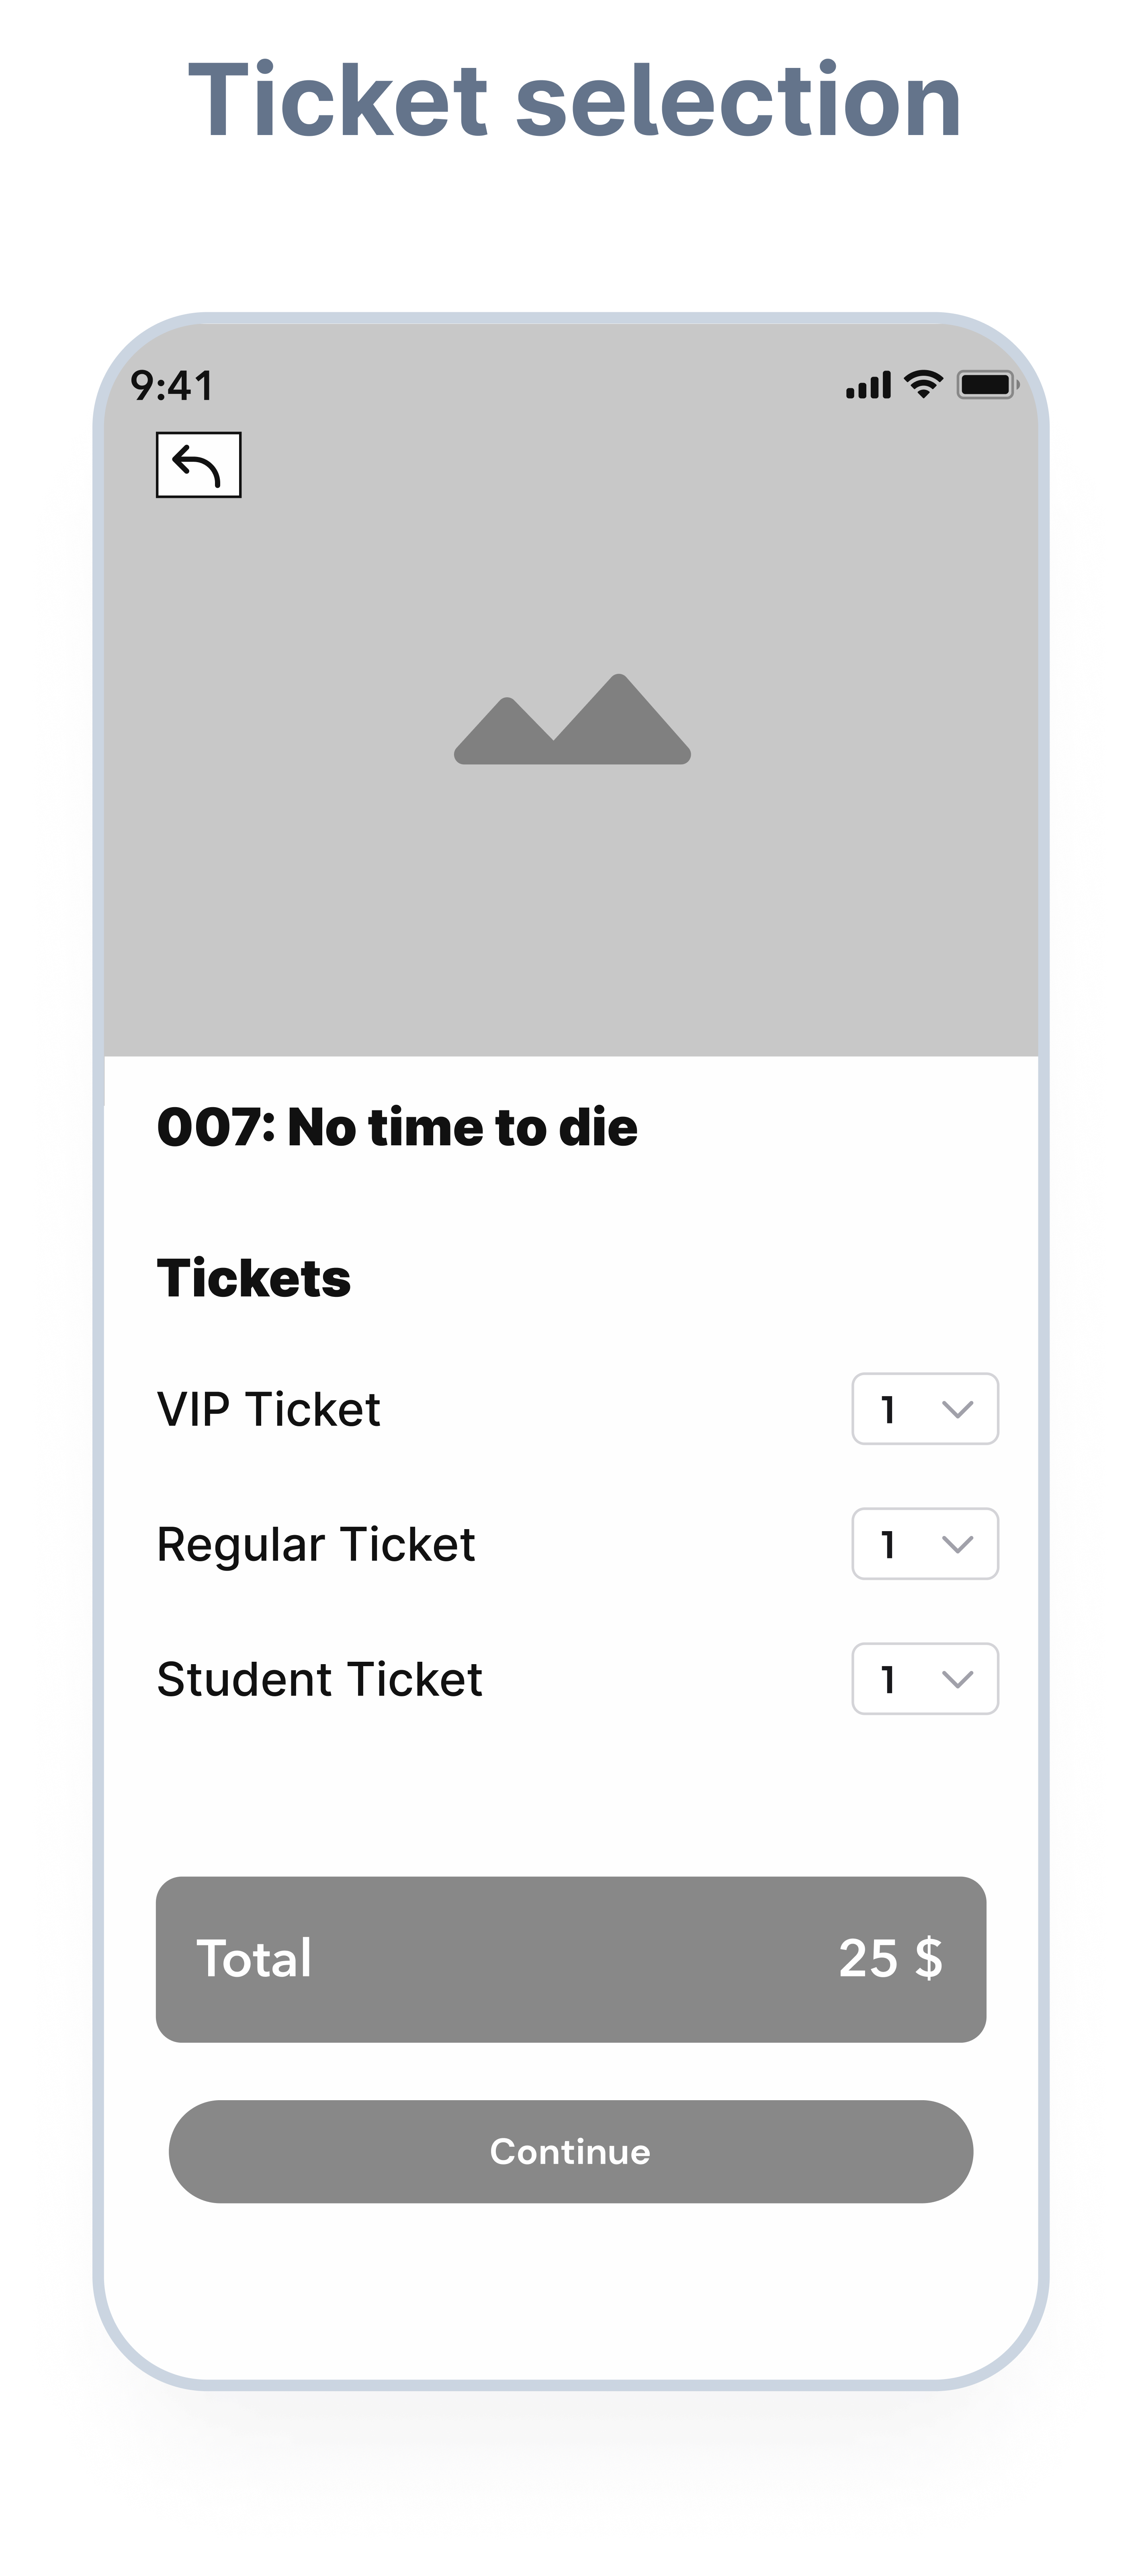 Ticket selection
9:41
007: No time to die
Tickets
VIP Ticket 1
Regular Ticket 1
Student Ticket 1
Total 25 $
Continue